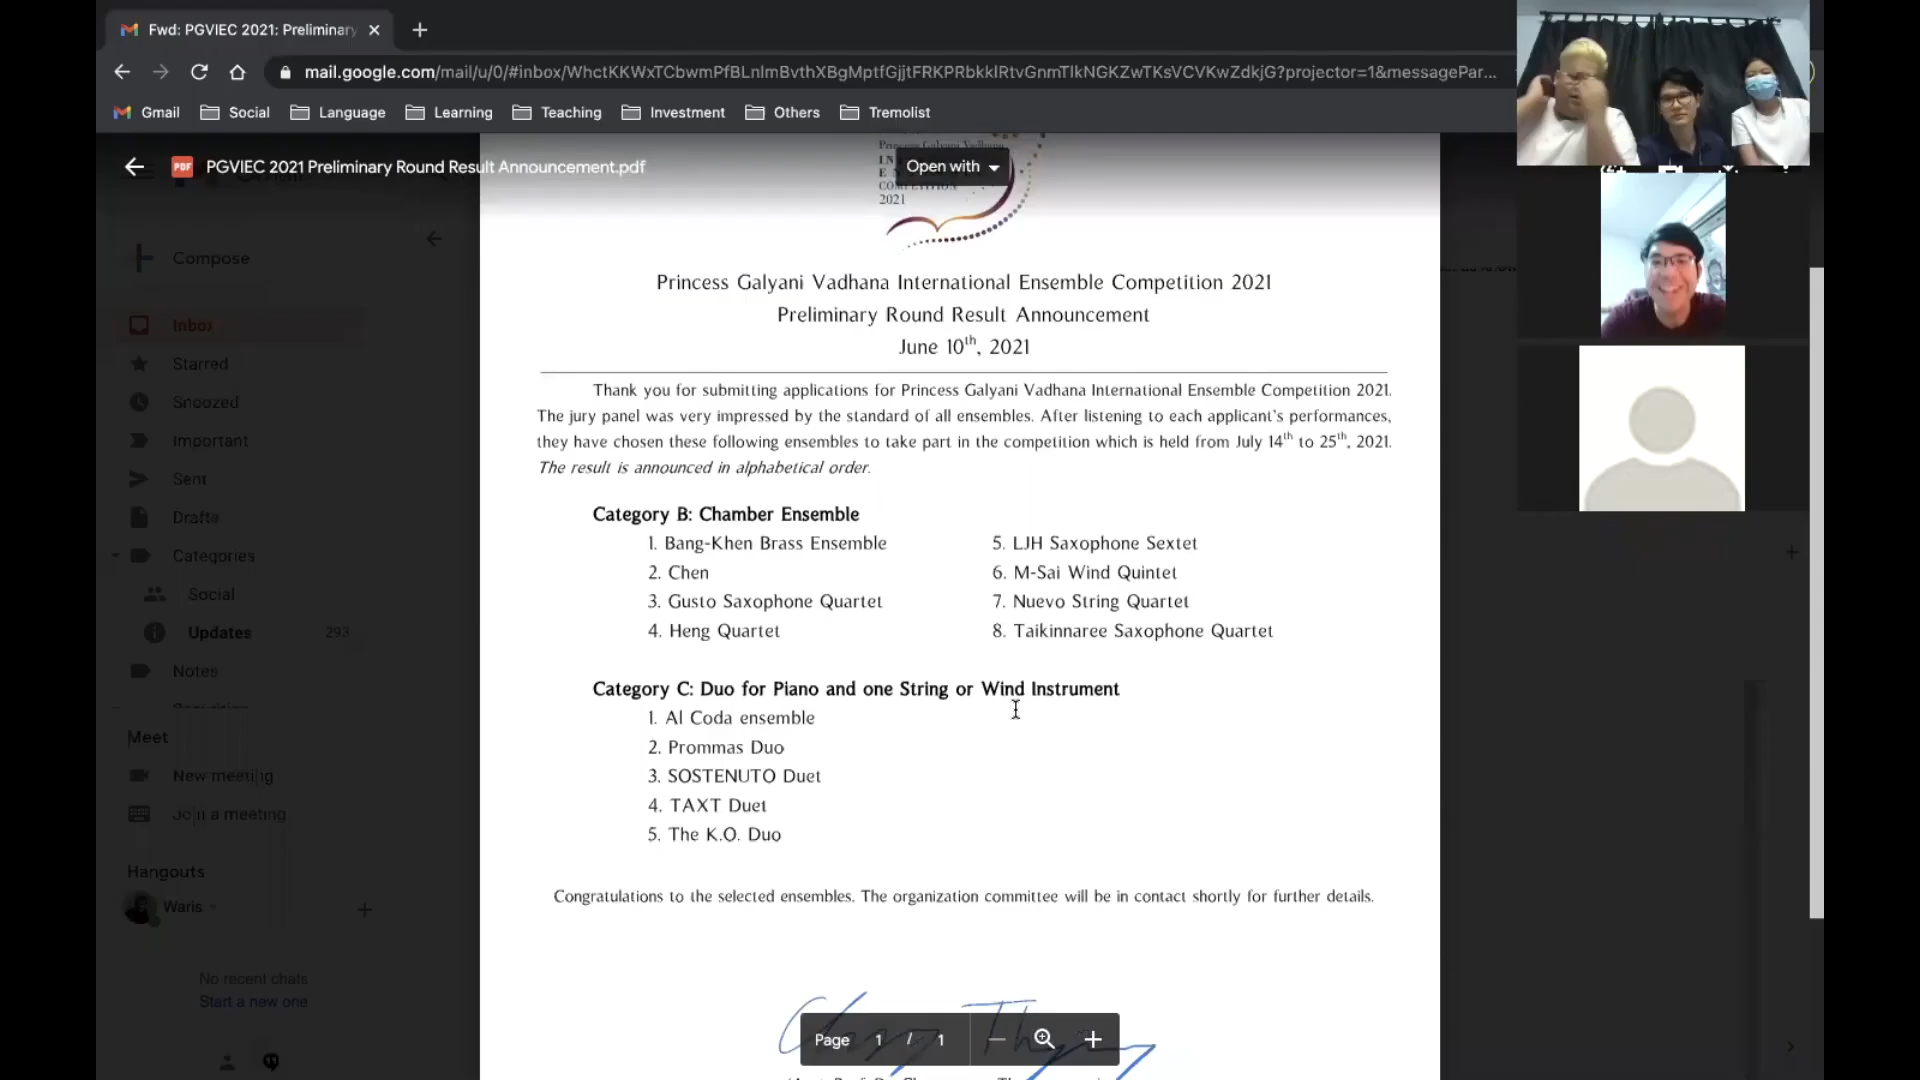 Fwd: PGVIEC 2021: Preliminary
mail.google.com/mail/u/0/#inbox/WhctKKWxTCbwmPfBLnlmBvthXBgMptfGjjtFRKPRbkklRtvGnmTlkNGKZwTKsVCVKwZdkjG?projector=1&messagePar...
Gmail Social Language Learning Teaching Investment Others Tremolist
PDF PGVIEC 2021 Preliminary Round Result Announcement.pdf
Open with
Princess Galyani Vadhana
COMPETITION
2021
Compose
Inbox
Starred
Snoozed
Important
Sent
Drafts
Categories
Social
Updates 293
Notes
Meet
New meeting
Join a meeting
Hangouts
Waris
No recent chats
Start a new one
Princess Galyani Vadhana International Ensemble Competition 2021
Preliminary Round Result Announcement
June 10th, 2021
Thank you for submitting applications for Princess Galyani Vadhana International Ensemble Competition 2021.
The jury panel was very impressed by the standard of all ensembles. After listening to each applicant's performances,
they have chosen these following ensembles to take part in the competition which is held from July 14th to 25th, 2021.
The result is announced in alphabetical order.
Category B: Chamber Ensemble
1. Bang-Khen Brass Ensemble
2. Chen
3. Gusto Saxophone Quartet
4. Heng Quartet
5. LJH Saxophone Sextet
6. M-Sai Wind Quintet
7. Nuevo String Quartet
8. Taikinnaree Saxophone Quartet
Category C: Duo for Piano and one String or Wind Instrument
1. Al Coda ensemble
2. Prommas Duo
3. SOSTENUTO Duet
4. TAXT Duet
5. The K.O. Duo
Congratulations to the selected ensembles. The organization committee will be in contact shortly for further details.
Page 1 / 1